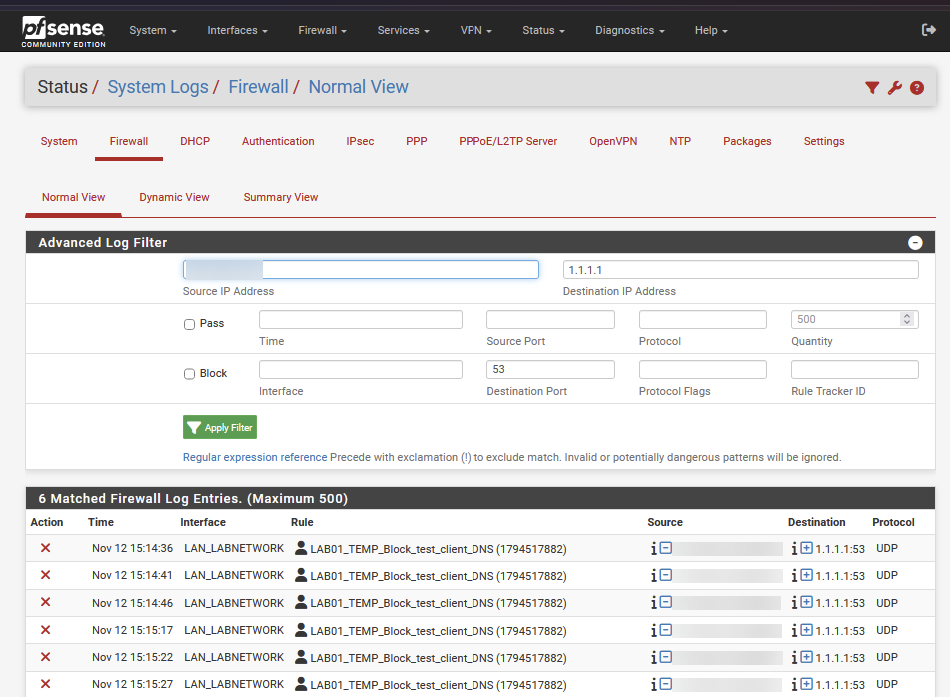 pfsense
COMMUNITY EDITION
System Interfaces Firewall Services VPN Status Diagnostics Help
Status / System Logs / Firewall / Normal View
System Firewall DHCP Authentication IPsec PPP PPPoE/L2TP Server OpenVPN NTP Packages Settings
Normal View Dynamic View Summary View
Advanced Log Filter
1.1.1.1
Source IP Address Destination IP Address
Pass 500
Time Source Port Protocol Quantity
Block 53
Interface Destination Port Protocol Flags Rule Tracker ID
Apply Filter
Regular expression reference Precede with exclamation (!) to exclude match. Invalid or potentially dangerous patterns will be ignored.
6 Matched Firewall Log Entries. (Maximum 500)
Action Time Interface Rule Source Destination Protocol
Nov 12 15:14:36 LAN_LABNETWORK LAB01_TEMP_Block_test_client_DNS (1794517882) 1.1.1.1:53 UDP
Nov 12 15:14:41 LAN_LABNETWORK LAB01_TEMP_Block_test_client_DNS (1794517882) 1.1.1.1:53 UDP
Nov 12 15:14:46 LAN_LABNETWORK LAB01_TEMP_Block_test_client_DNS (1794517882) 1.1.1.1:53 UDP
Nov 12 15:15:17 LAN_LABNETWORK LAB01_TEMP_Block_test_client_DNS (1794517882) 1.1.1.1:53 UDP
Nov 12 15:15:22 LAN_LABNETWORK LAB01_TEMP_Block_test_client_DNS (1794517882) 1.1.1.1:53 UDP
Nov 12 15:15:27 LAN_LABNETWORK LAB01_TEMP_Block_test_client_DNS (1794517882) 1.1.1.1:53 UDP